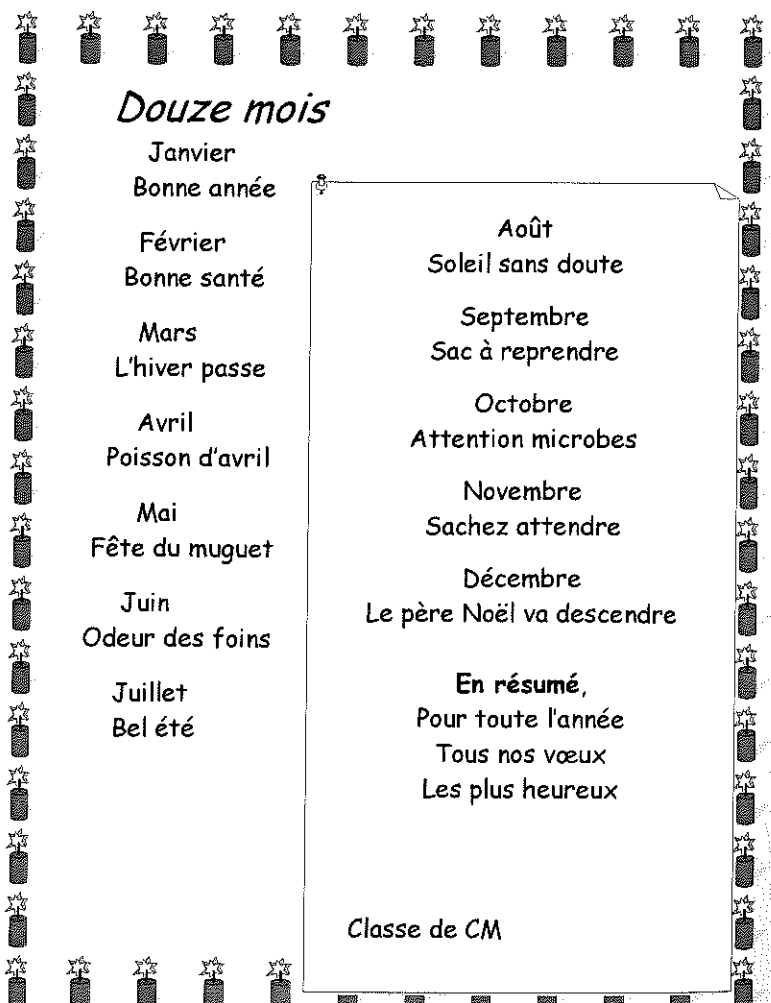 Douze mois
Janvier
Bonne année
Février
Bonne santé
Mars
L'hiver passe
Avril
Poisson d'avril
Mai
Fête du muguet
Juin
Odeur des foins
Juillet
Bel été
Août
Soleil sans doute
Septembre
Sac à reprendre
Octobre
Attention microbes
Novembre
Sachez attendre
Décembre
Le père Noël va descendre
En résumé,
Pour toute l'année
Tous nos vœux
Les plus heureux
Classe de CM